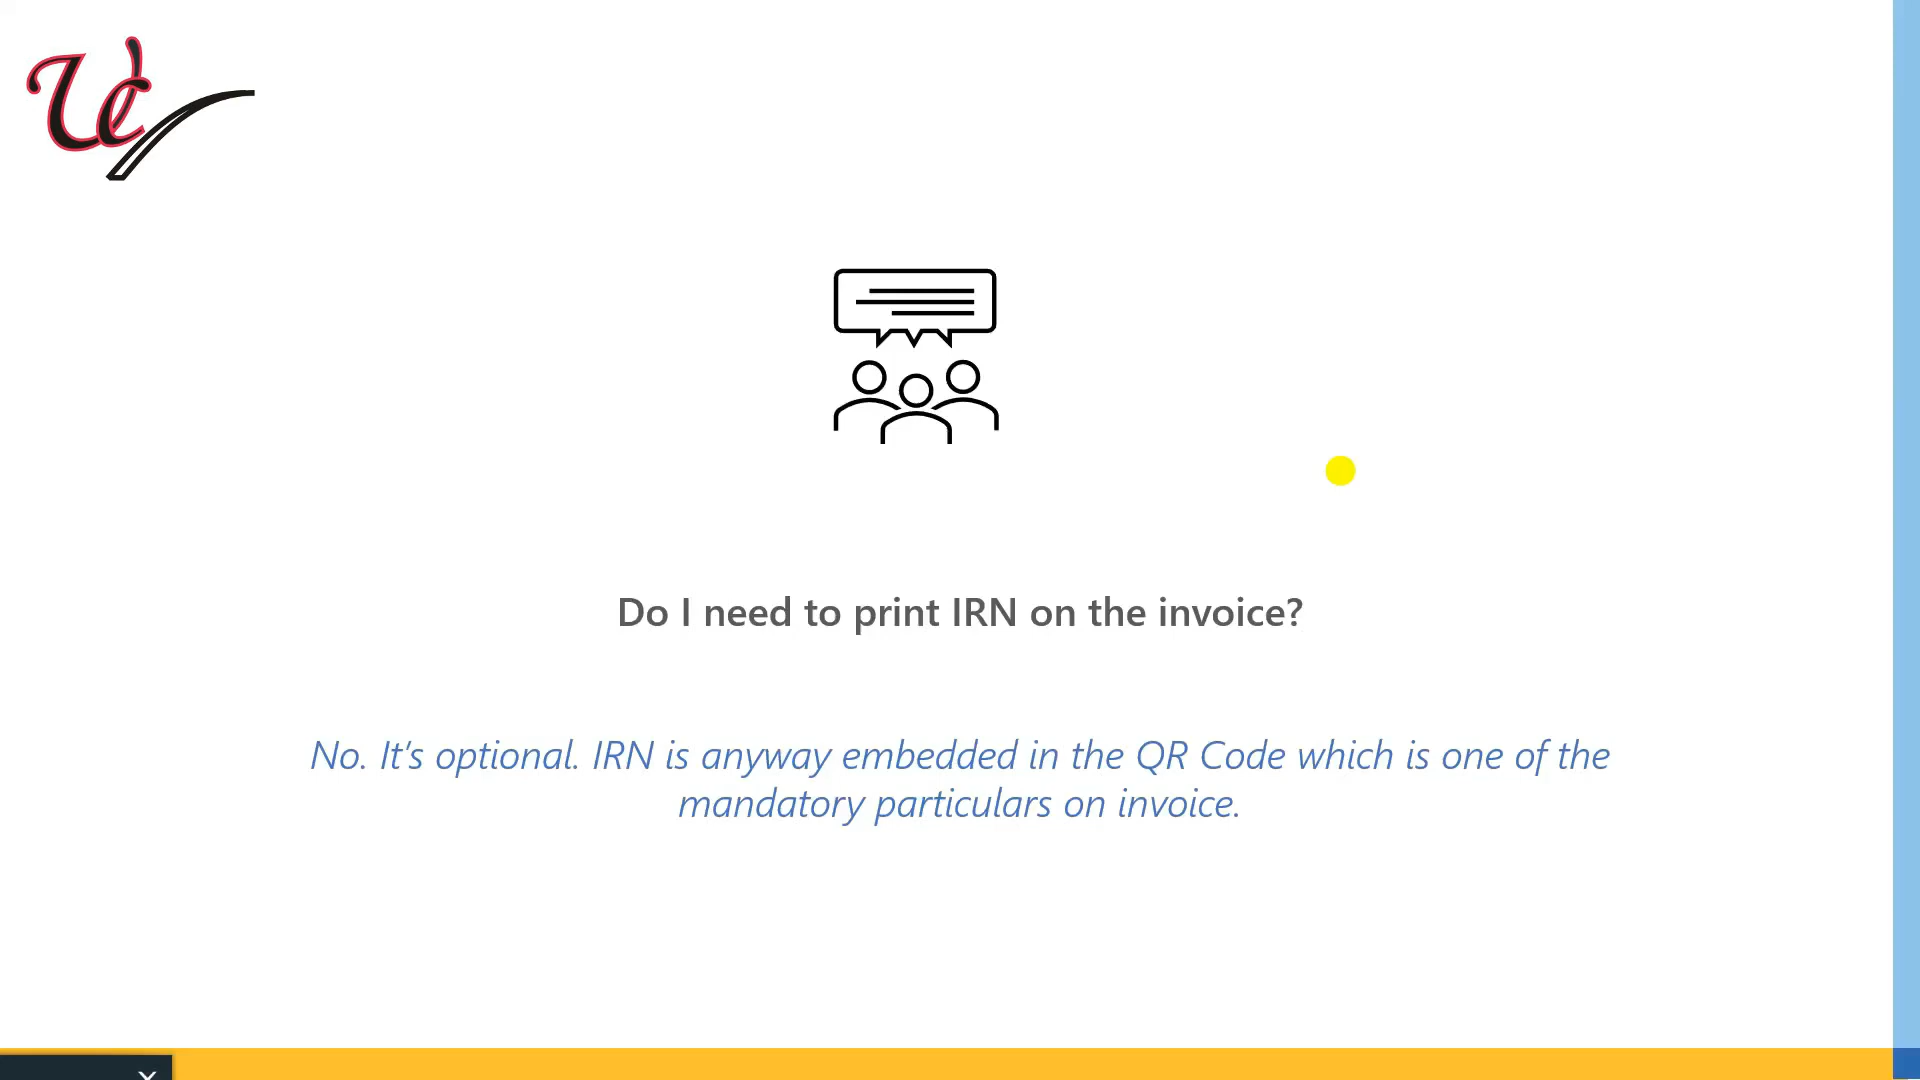 Do I need to print IRN on the invoice?
No. It's optional. IRN is anyway embedded in the QR Code which is one of the
mandatory particulars on invoice.